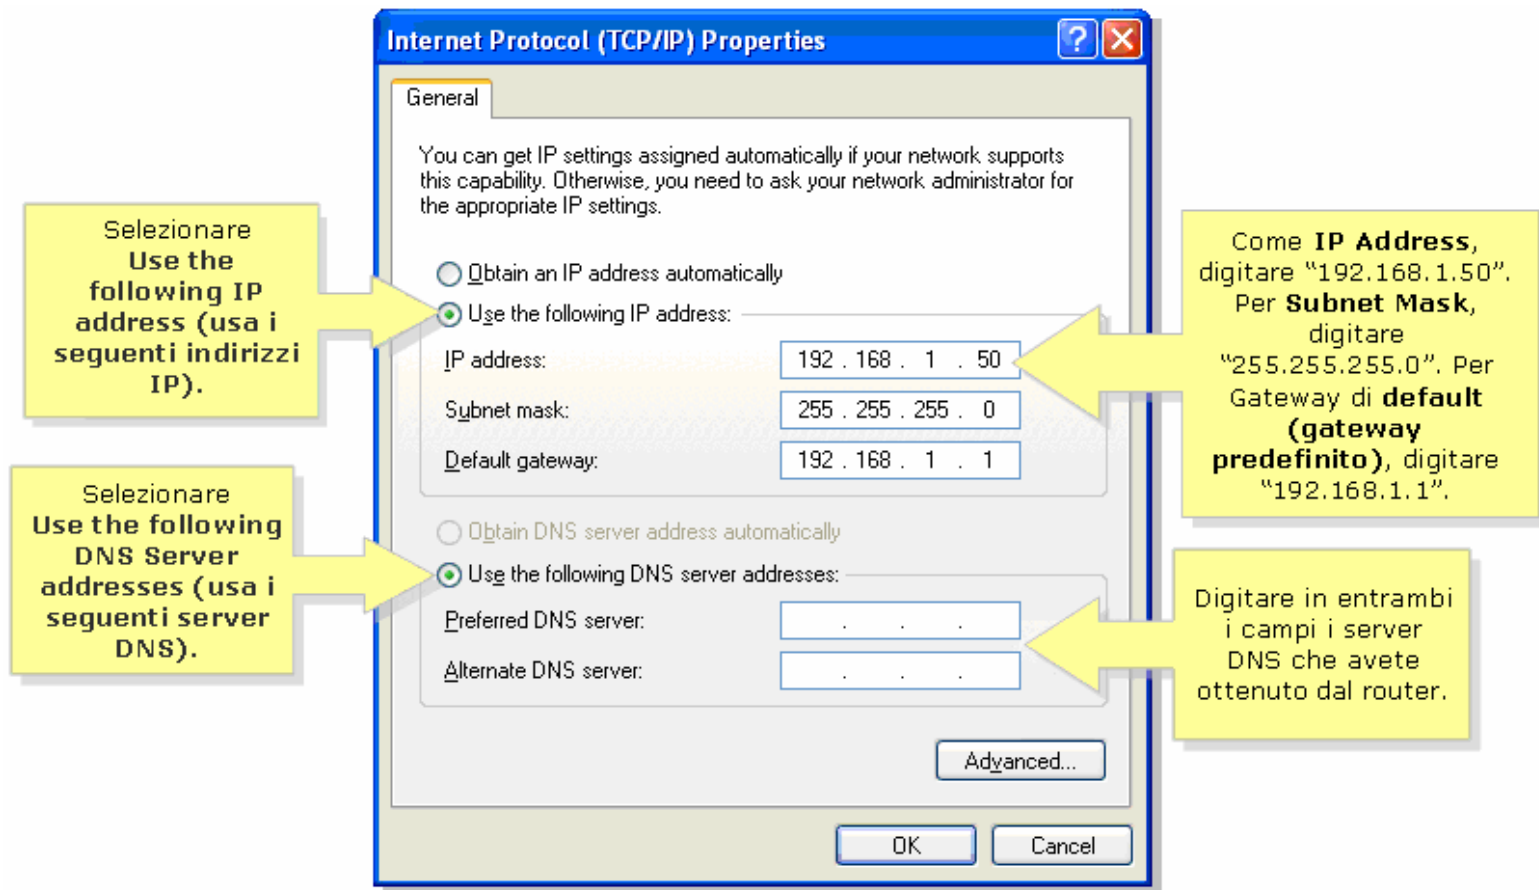 Internet Protocol (TCP/IP) Properties
General
You can get IP settings assigned automatically if your network supports
this capability. Otherwise, you need to ask your network administrator for
the appropriate IP settings.
Selezionare
Use the
following IP
address (usa i
seguenti indirizzi
IP).
Obtain an IP address automatically
Use the following IP address:
IP address: 192 . 168 . 1 . 50
Subnet mask: 255 . 255 . 255 . 0
Default gateway: 192 . 168 . 1 . 1
Come IP Address,
digitare “192.168.1.50”.
Per Subnet Mask,
digitare
“255.255.255.0”. Per
Gateway di default
(gateway
predefinito), digitare
“192.168.1.1”.
Selezionare
Use the following
DNS Server
addresses (usa i
seguenti server
DNS).
Obtain DNS server address automatically
Use the following DNS server addresses:
Preferred DNS server: . . .
Alternate DNS server: . . .
Digitare in entrambi
i campi i server
DNS che avete
ottenuto dal router.
Advanced...
OK Cancel